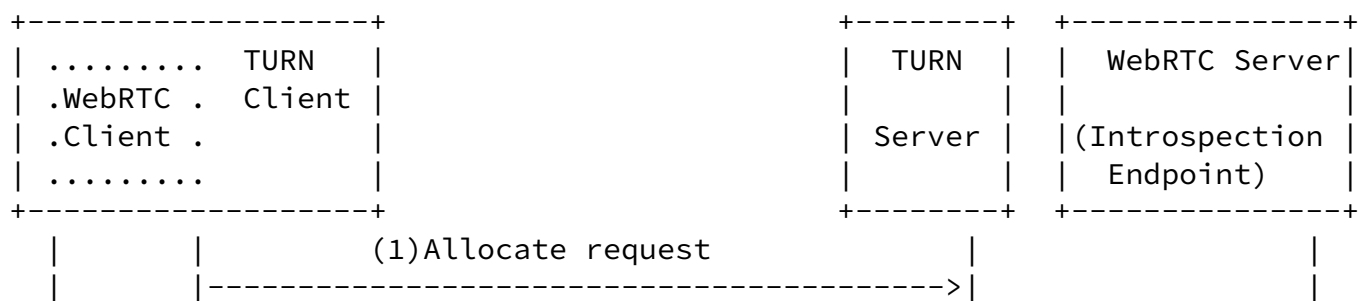 +-------------------+                         +--------+  +---------------+
| .........  TURN   |                         |  TURN  |  |  WebRTC Server|
| .WebRTC .  Client |                         |        |  |               |
| .Client .         |                         | Server |  |(Introspection |
| .........         |                         |        |  |  Endpoint)    |
+-------------------+                         +--------+  +---------------+
  |       |         (1)Allocate request              |                  |
  |       |----------------------------------------->|                  |